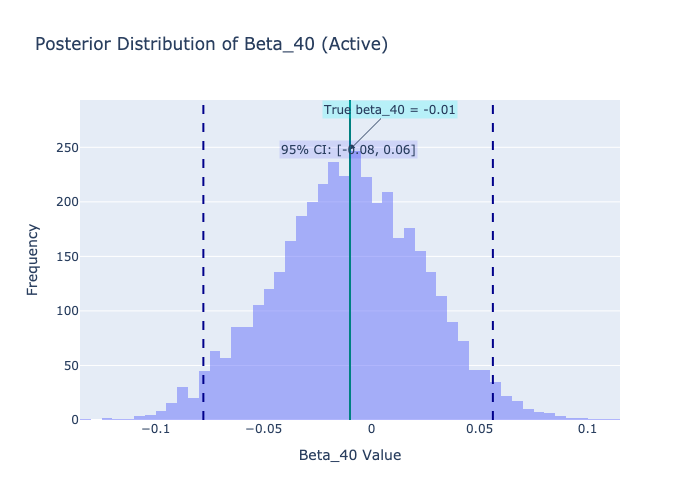 Posterior Distribution of Beta_40 (Active)
True beta_40 = -0.01
95% CI: [-0.08, 0.06]
250
200
150
100
50
0
Frequency
−0.1
−0.05
0
0.05
0.1
Beta_40 Value